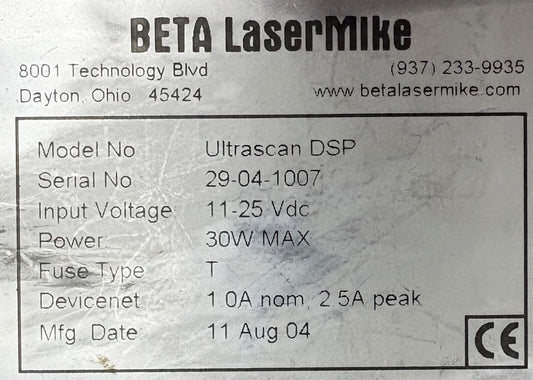 BETA LaserMike
8001 Technology Blvd (937) 233-9935
Dayton, Ohio 45424 www.betalasermike.com
Model No Ultrascan DSP
Serial No 29-04-1007
Input Voltage 11-25 Vdc
Power 30W MAX
Fuse Type T
Devicenet 1.0A nom, 2.5A peak
Mfg. Date 11 Aug 04
CE